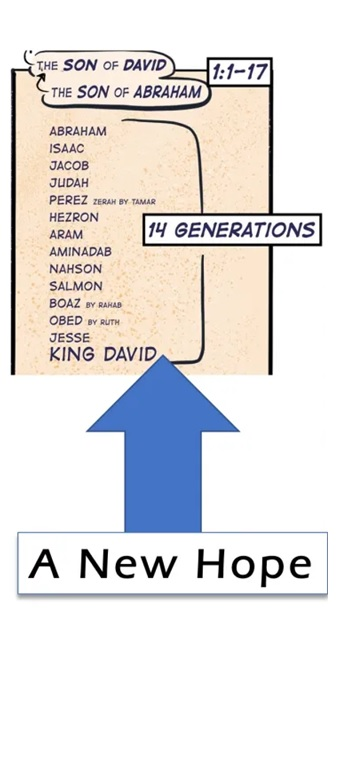 THE SON OF DAVID
1:1-17
THE SON OF ABRAHAM
ABRAHAM
ISAAC
JACOB
JUDAH
PEREZ ZERAH BY TAMAR
HEZRON
14 GENERATIONS
ARAM
AMINADAB
NAHSON
SALMON
BOAZ BY RAHAB
OBED BY RUTH
JESSE
KING DAVID
A New Hope